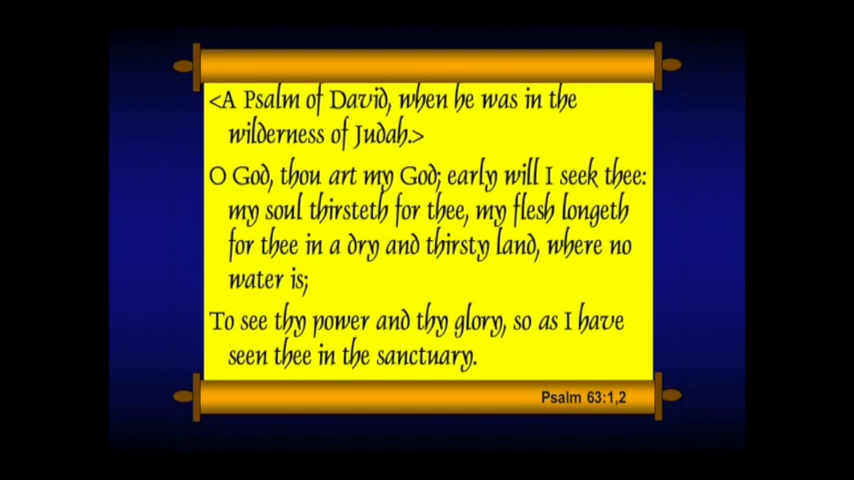 <A Psalm of David, when he was in the
wilderness of Judah.>
O God, thou art my God; early will I seek thee:
my soul thirsteth for thee, my flesh longeth
for thee in a dry and thirsty land, where no
water is;
To see thy power and thy glory, so as I have
seen thee in the sanctuary.
Psalm 63:1,2